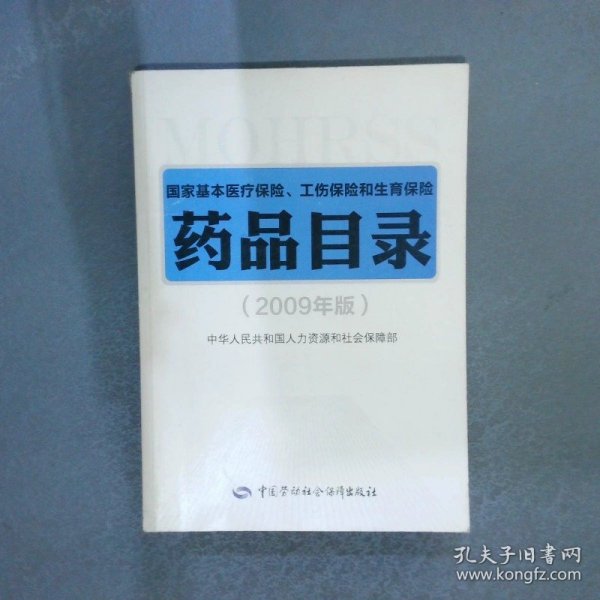 MOHRSS
国家基本医疗保险、工伤保险和生育保险
药品目录
（2009年版）
中华人民共和国人力资源和社会保障部
中国劳动社会保障出版社
孔夫子旧书网
www.kongfz.com